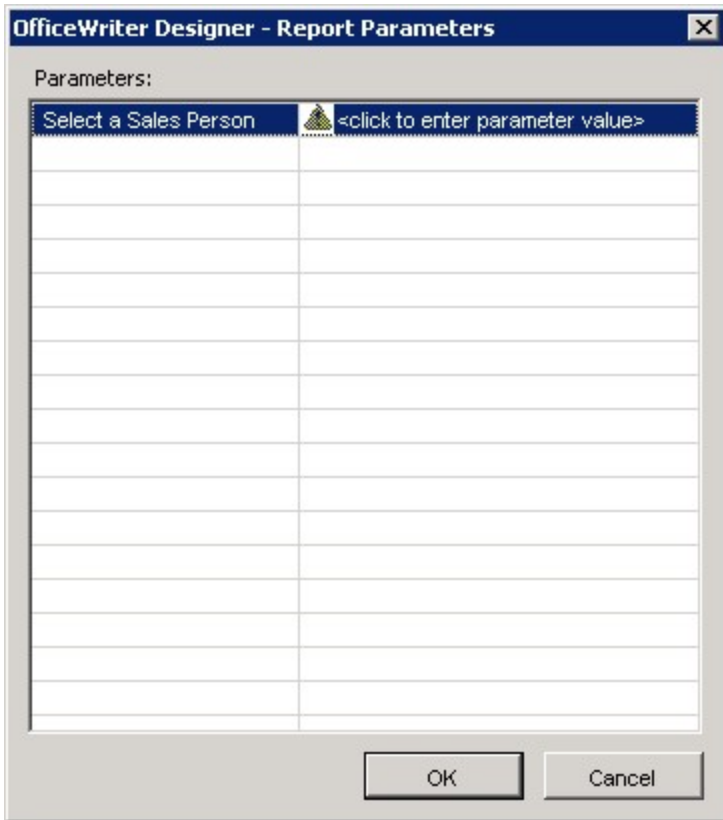 OfficeWriter Designer - Report Parameters
Parameters:
Select a Sales Person <click to enter parameter value>
OK Cancel